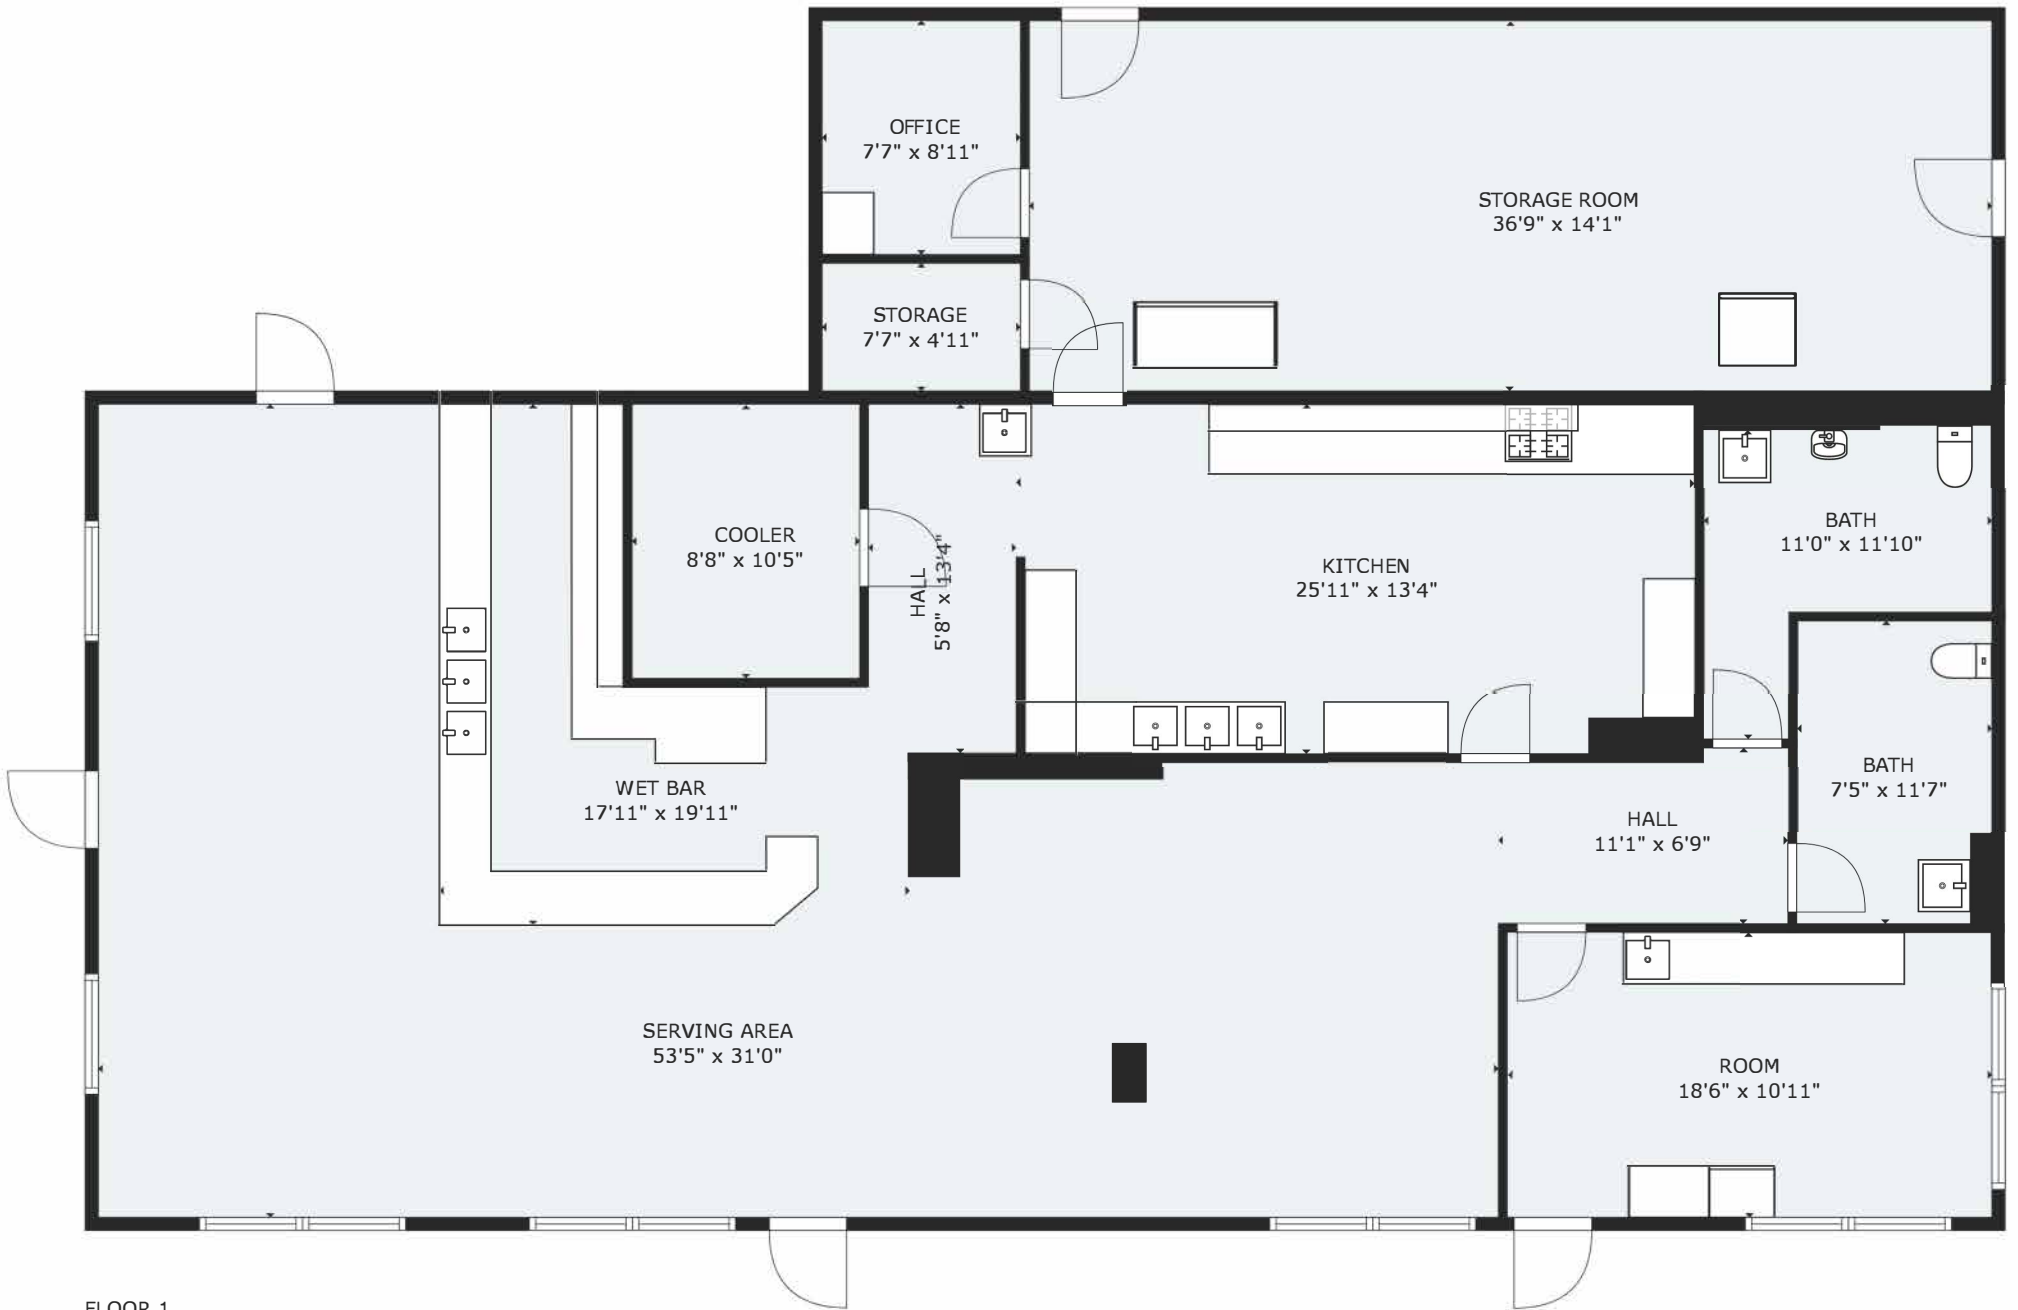 OFFICE
7'7" x 8'11"
STORAGE ROOM
36'9" x 14'1"
STORAGE
7'7" x 4'11"
COOLER
8'8" x 10'5"
HALL
5'8" x 13'4"
KITCHEN
25'11" x 13'4"
BATH
11'0" x 11'10"
WET BAR
17'11" x 19'11"
BATH
7'5" x 11'7"
HALL
11'1" x 6'9"
SERVING AREA
53'5" x 31'0"
ROOM
18'6" x 10'11"
FLOOR 1